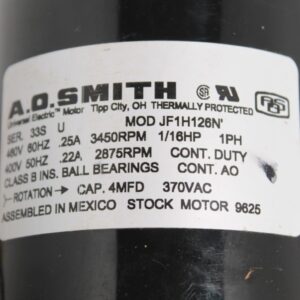 A.O.SMITH
Universal Electric™ Motor Tipp City, OH THERMALLY PROTECTED
MOD JF1H126N
SER. 33S U
460V 60HZ .25A 3450RPM 1/16HP 1PH
400V 50HZ .22A 2875RPM CONT. DUTY
CLASS B INS. BALL BEARINGS CONT. AO
ROTATION → CAP. 4MFD 370VAC
ASSEMBLED IN MEXICO STOCK MOTOR 9625